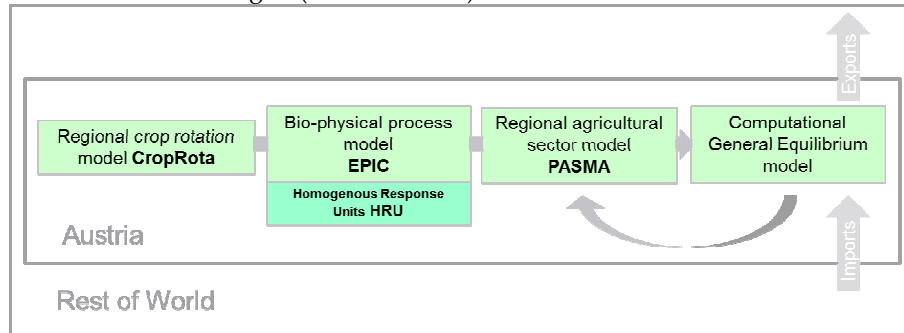 Exports
Regional crop rotation
model CropRota
Bio-physical process
model
EPIC
Homogenous Response
Units HRU
Regional agricultural
sector model
PASMA
Computational
General Equilibrium
model
Austria
Imports
Rest of World